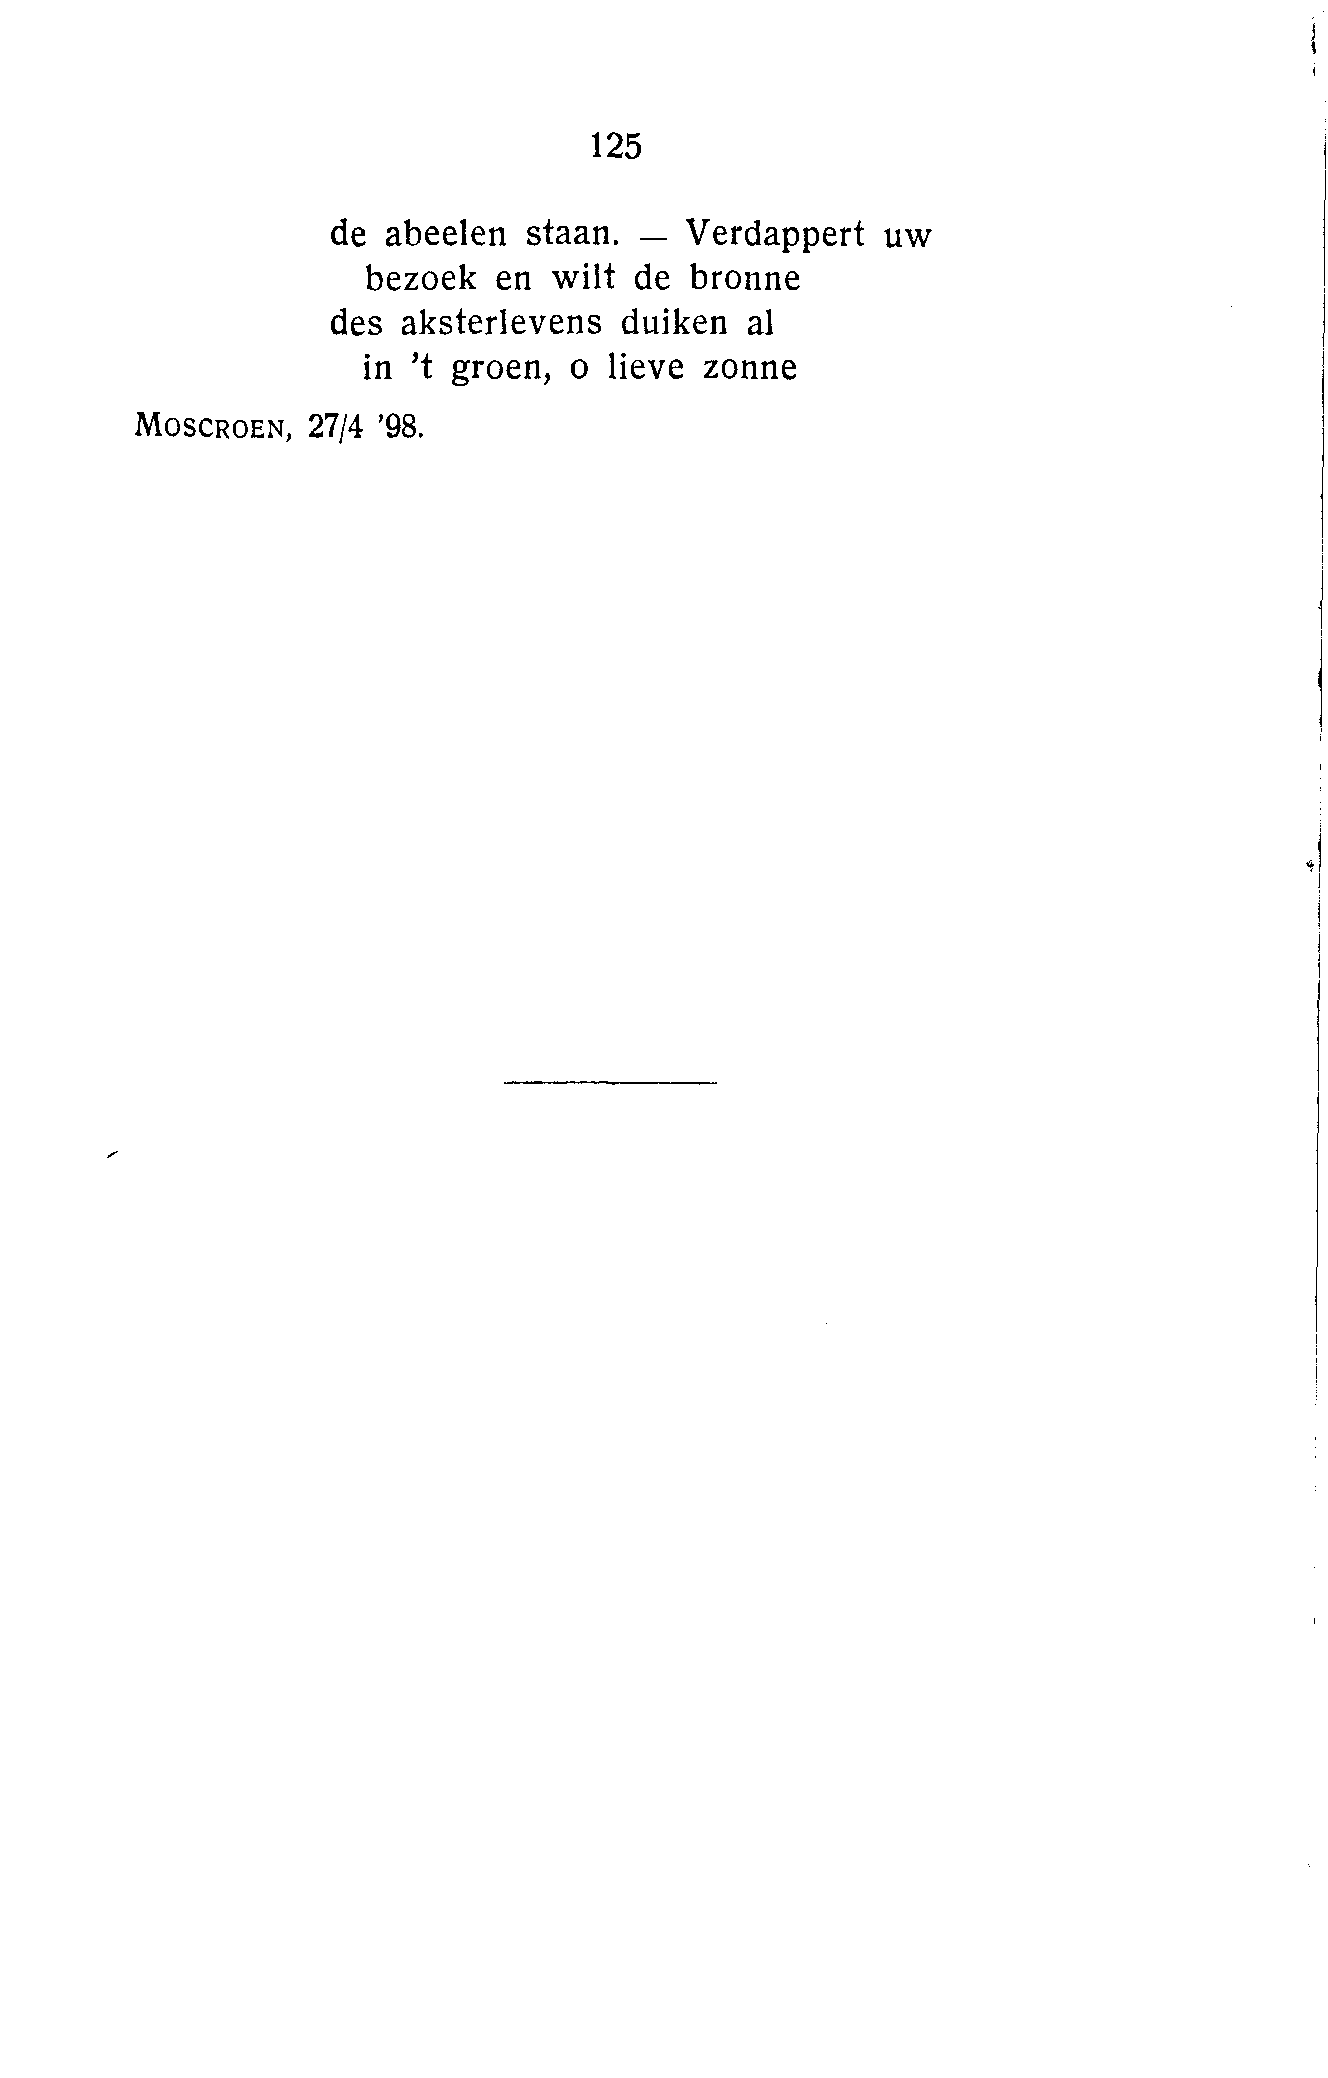 125
de abeelen staan. — Verdappert uw
bezoek en wilt de bronne
des aksterlevens duiken al
in 't groen, o lieve zonne
Moscroen, 27/4 '98.